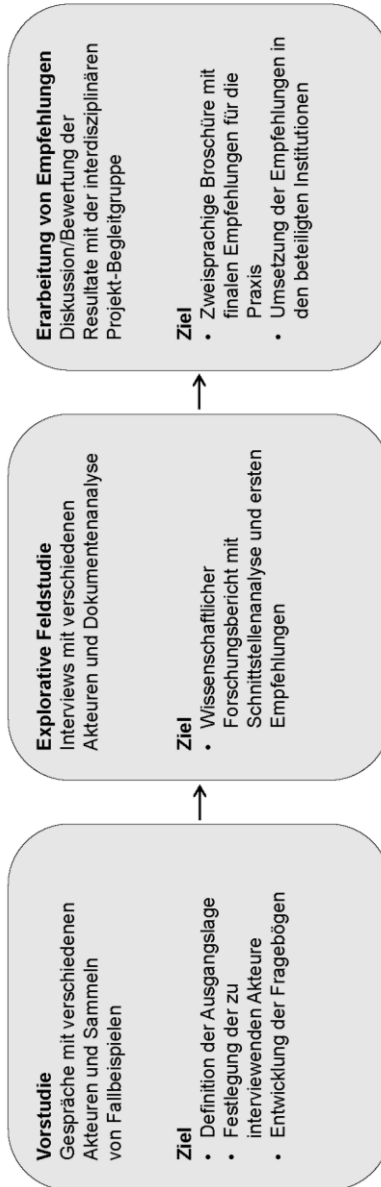 Vorstudie
Gespräche mit verschiedenen
Akteuren und Sammeln
von Fallbeispielen
Ziel
• Definition der Ausgangslage
• Festlegung der zu
interviewenden Akteure
• Entwicklung der Fragebögen
Explorative Feldstudie
Interviews mit verschiedenen
Akteuren und Dokumentenanalyse
Ziel
• Wissenschaftlicher
Forschungsbericht mit
Schnittstellenanalyse und ersten
Empfehlungen
Erarbeitung von Empfehlungen
Diskussion/Bewertung der
Resultate mit der interdisziplinären
Projekt-Begleitgruppe
Ziel
• Zweisprachige Broschüre mit
finalen Empfehlungen für die
Praxis
• Umsetzung der Empfehlungen in
den beteiligten Institutionen